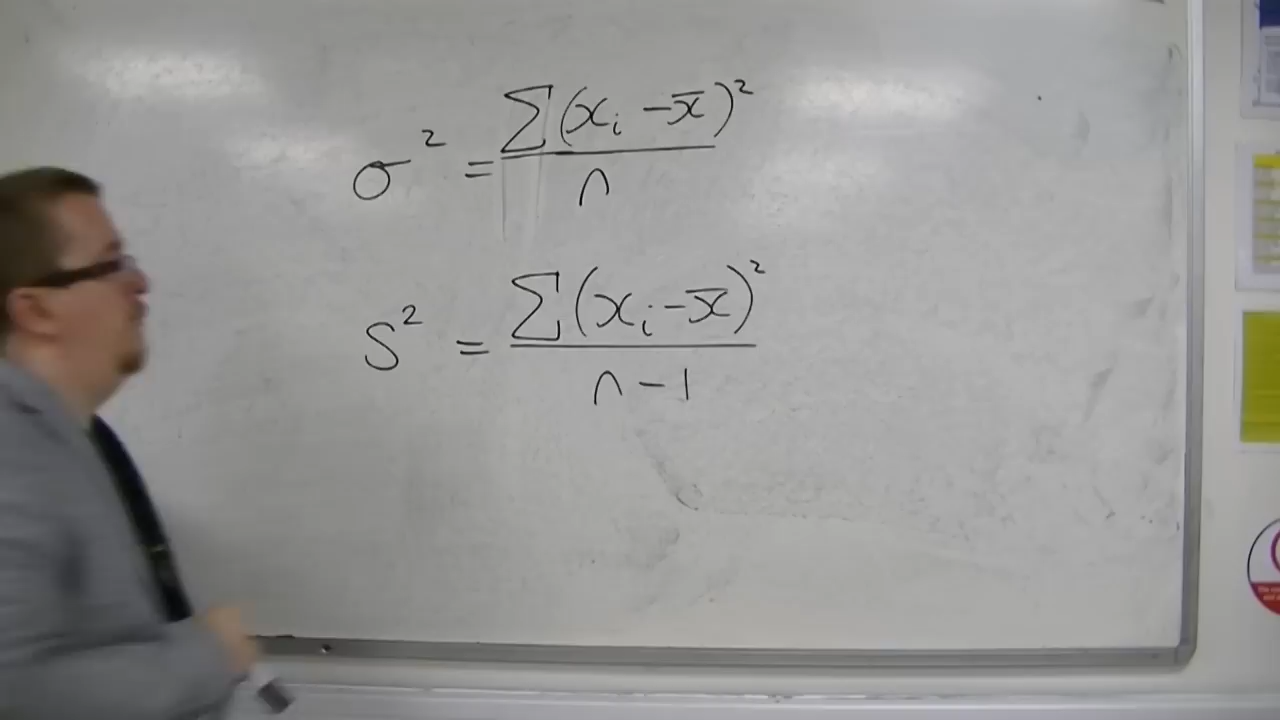 σ² = Σ(xᵢ - x̄)² / n
S² = Σ(xᵢ - x̄)² / n - 1